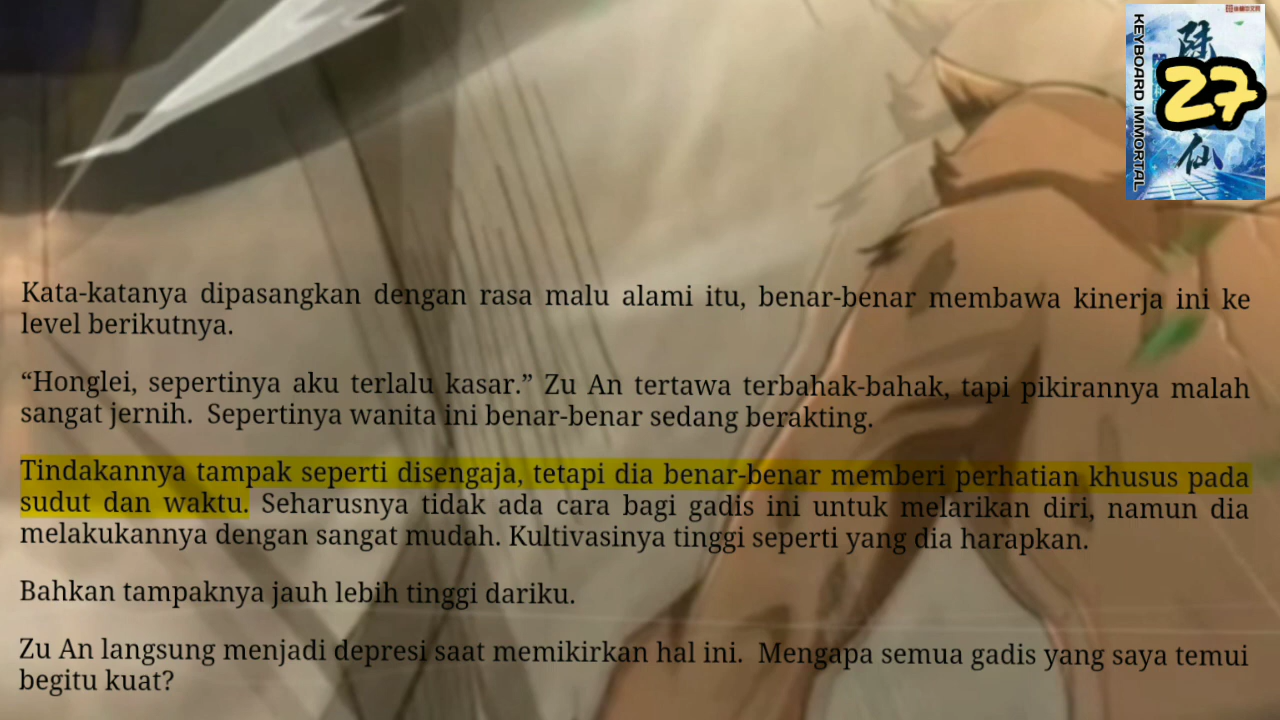 KEYBOARD IMMORTAL
陆
27
仙
Kata-katanya dipasangkan dengan rasa malu alami itu, benar-benar membawa kinerja ini ke
level berikutnya.
“Honglei, sepertinya aku terlalu kasar.” Zu An tertawa terbahak-bahak, tapi pikirannya malah
sangat jernih. Sepertinya wanita ini benar-benar sedang berakting.
Tindakannya tampak seperti disengaja, tetapi dia benar-benar memberi perhatian khusus pada
sudut dan waktu. Seharusnya tidak ada cara bagi gadis ini untuk melarikan diri, namun dia
melakukannya dengan sangat mudah. Kultivasinya tinggi seperti yang dia harapkan.
Bahkan tampaknya jauh lebih tinggi dariku.
Zu An langsung menjadi depresi saat memikirkan hal ini. Mengapa semua gadis yang saya temui
begitu kuat?